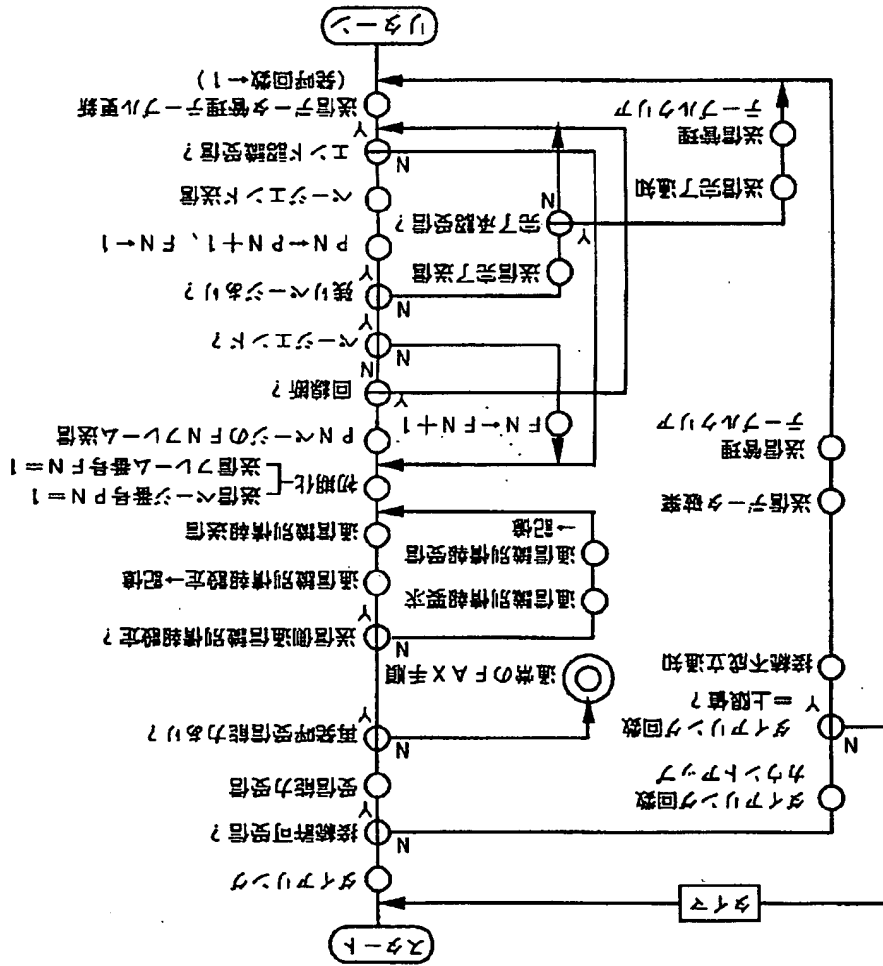 スタート
タイマ
ダイアリング
接続許可受信?
Y
N
受信能力受信
再発呼受信能力あり?
Y
N
通常のFAX手順
送信側通信識別情報設定?
Y
N
通信識別情報設定→記憶
通信識別情報送信
通信識別情報要求
通信識別情報受信
→記憶
初期化
送信ページ番号PN=1
送信フレーム番号FN=1
PNページのFNフレーム送信
回線断?
Y
N
ページエンド?
Y
N
FN←FN+1
残りページあり?
Y
N
PN←PN+1、FN←1
ページエンド送信
エンド認識受信?
Y
N
送信データ管理テーブル更新
(発呼回数←1)
リターン
送信完了送信
完了承認受信?
Y
N
送信完了通知
送信管理
テーブルクリア
ダイアリング回数
カウントアップ
ダイアリング回数
=上限値?
Y
N
接続不成立通知
送信データ破棄
送信管理
テーブルクリア